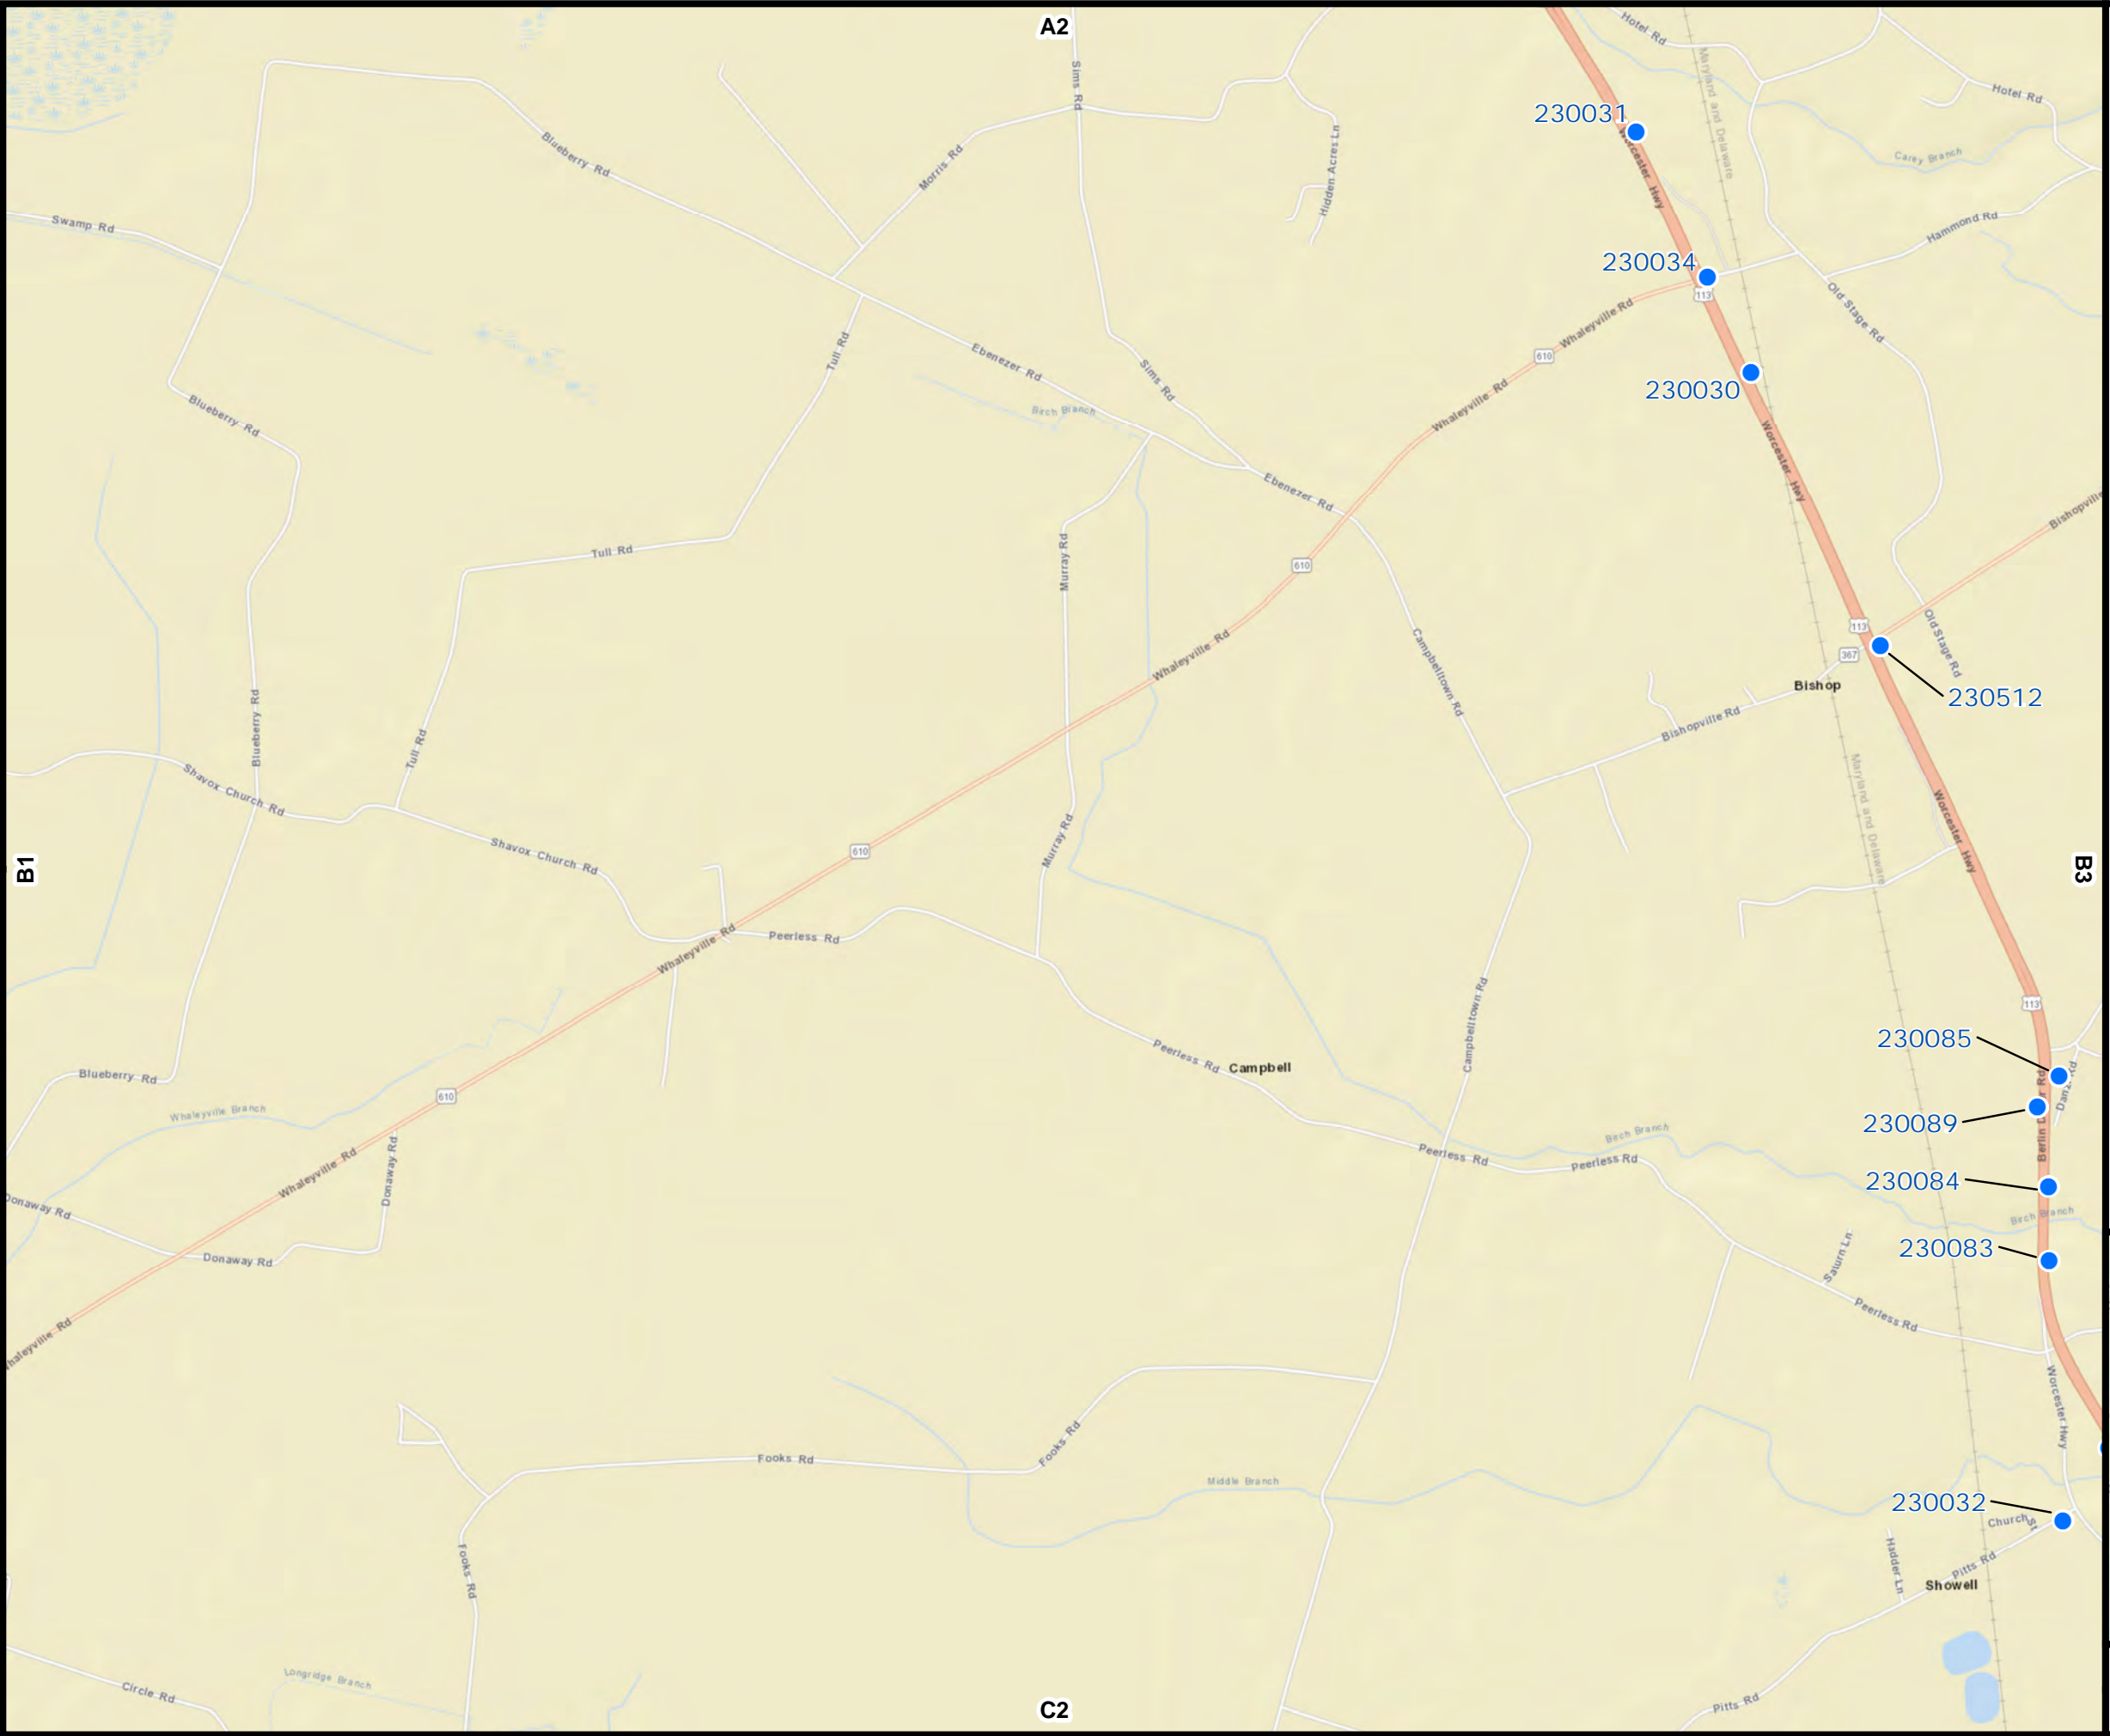 A2
Hotel Rd
Sims Rd
Maryland and Delaware
Hotel Rd
230031
Blueberry Rd
Morris Rd
Hidden Acres Ln
Worcester Hwy
Carey Branch
Swamp Rd
Hammond Rd
230034
113
Old Stage Rd
Whaleyville Rd
Tull Rd
Ebenezer Rd
610
Sims Rd
230030
Whaleyville Rd
Blueberry Rd
Birch Branch
Worcester Hwy
Ebenezer Rd
Bishopville
Tull Rd
Murray Rd
610
113
Old Stage Rd
Whaleyville Rd
Campbelltown Rd
367
Bishop
230512
Blueberry Rd
Tull Rd
Bishopville Rd
Shavox Church Rd
Maryland and Delaware
Worcester Hwy
Murray Rd
Shavox Church Rd
610
B1
B3
Whaleyville Rd
Peerless Rd
Campbelltown Rd
113
230085
Peerless Rd
Campbell
Blueberry Rd
610
Whaleyville Branch
230089
Berlin
Rd
Birch Branch
Donaway Rd
Whaleyville Rd
Peerless Rd
Peerless Rd
230084
Donaway Rd
Birch Branch
Donaway Rd
Sawrn Ln
230083
Whaleyville Rd
Peerless Rd
Worcester Hwy
Fooks Rd
Fooks Rd
Middle Branch
230032
Church St
Fooks Rd
Hadder Ln
Pitts Rd
Showell
Longridge Branch
Circle Rd
Pitts Rd
C2